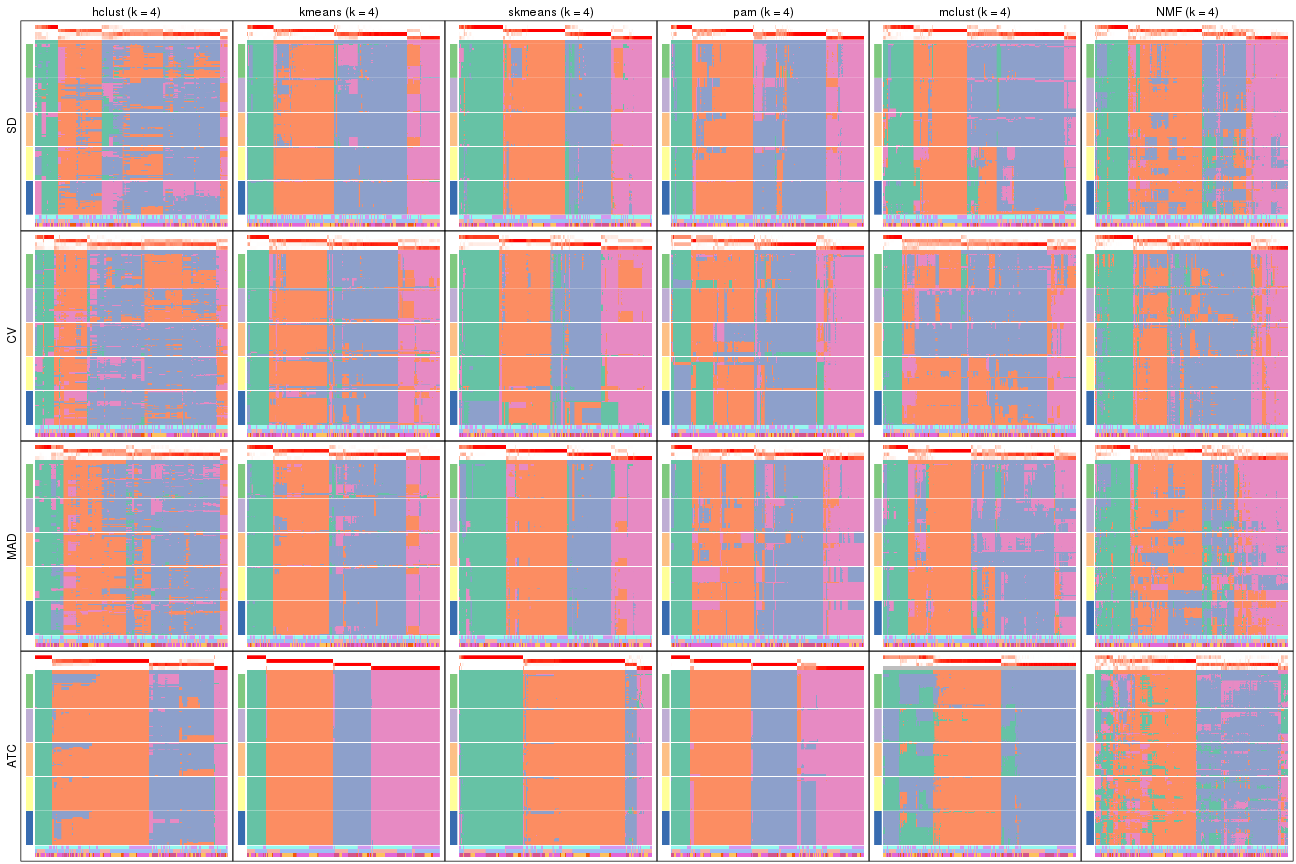 hclust (k = 4) kmeans (k = 4) skmeans (k = 4) pam (k = 4) mclust (k = 4) NMF (k = 4)
SD
CV
MAD
ATC